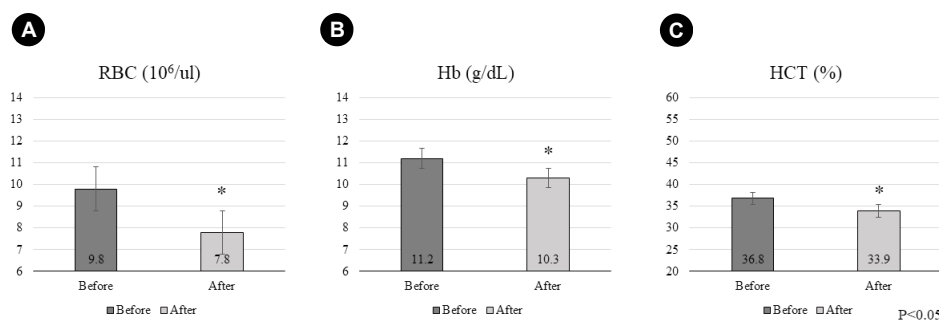 A
RBC (10⁶/ul)
14
13
12
11
10
9
8
7
6
*
9.8
7.8
Before
After
Before After
B
Hb (g/dL)
14
13
12
11
10
9
8
7
6
*
11.2
10.3
Before
After
Before After
C
HCT (%)
60
55
50
45
40
35
30
25
20
*
36.8
33.9
Before
After
Before After
P<0.05